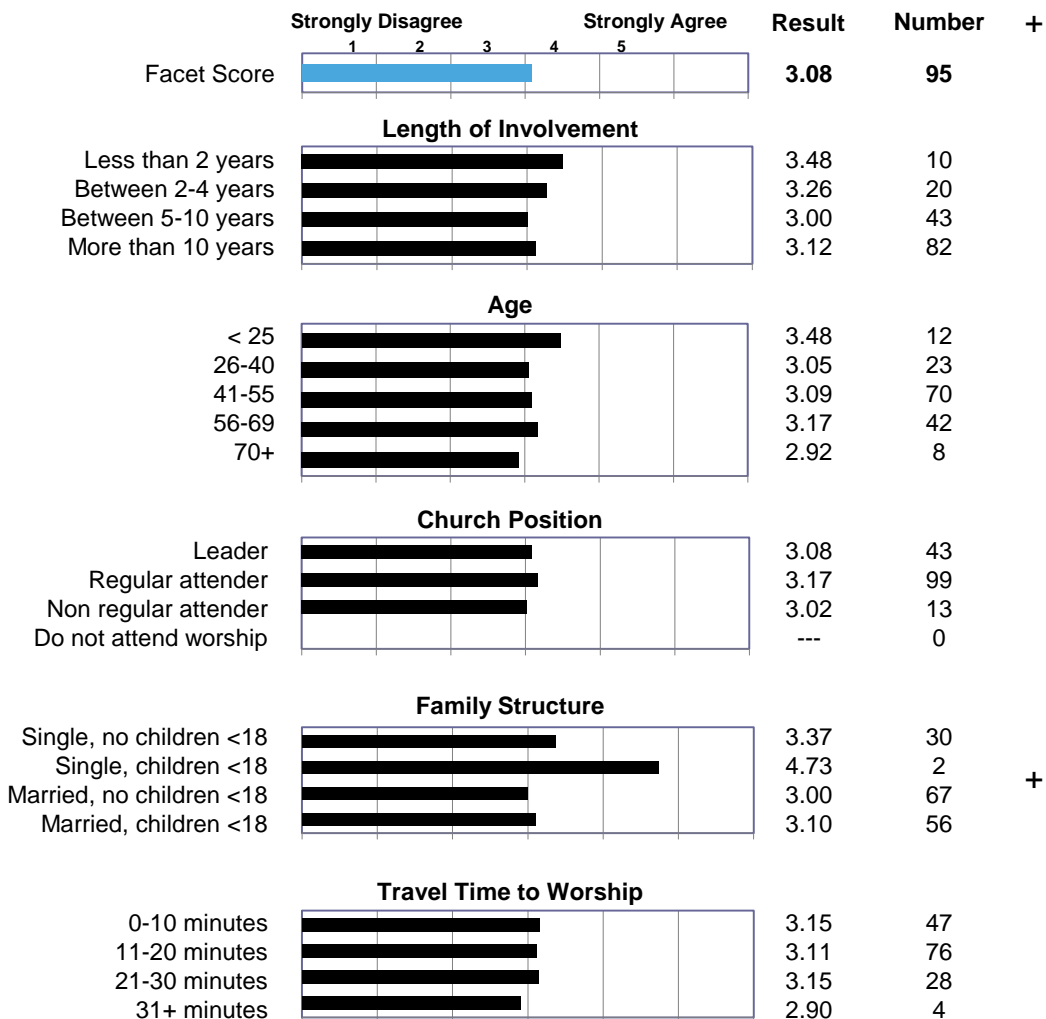 Strongly Disagree Strongly Agree Result Number +
1 2 3 4 5
Facet Score 3.08 95
Length of Involvement
Less than 2 years 3.48 10
Between 2-4 years 3.26 20
Between 5-10 years 3.00 43
More than 10 years 3.12 82
Age
< 25 3.48 12
26-40 3.05 23
41-55 3.09 70
56-69 3.17 42
70+ 2.92 8
Church Position
Leader 3.08 43
Regular attender 3.17 99
Non regular attender 3.02 13
Do not attend worship --- 0
Family Structure
Single, no children <18 3.37 30
Single, children <18 4.73 2 +
Married, no children <18 3.00 67
Married, children <18 3.10 56
Travel Time to Worship
0-10 minutes 3.15 47
11-20 minutes 3.11 76
21-30 minutes 3.15 28
31+ minutes 2.90 4